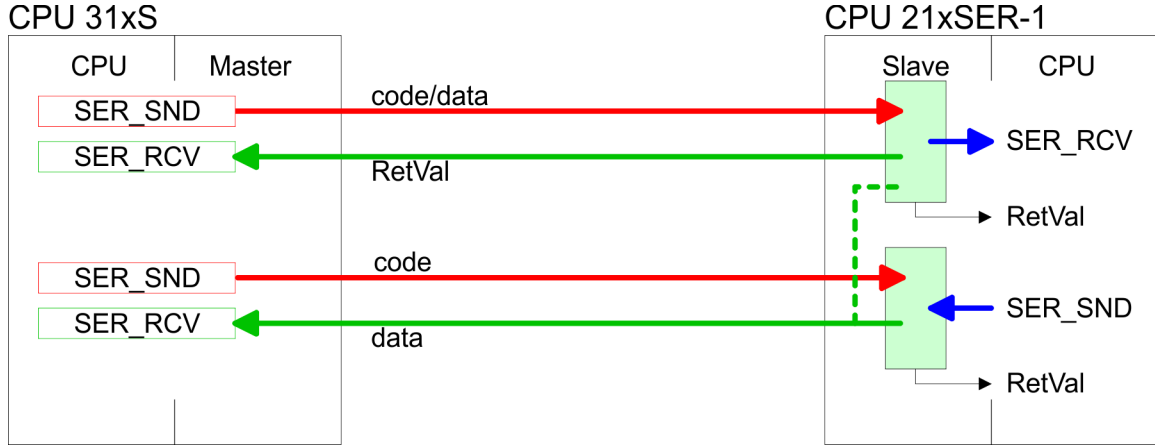 CPU 31xS
CPU 21xSER-1
CPU
Master
Slave
CPU
SER_SND
code/data
SER_RCV
SER_RCV
RetVal
RetVal
SER_SND
code
SER_RCV
data
SER_SND
RetVal